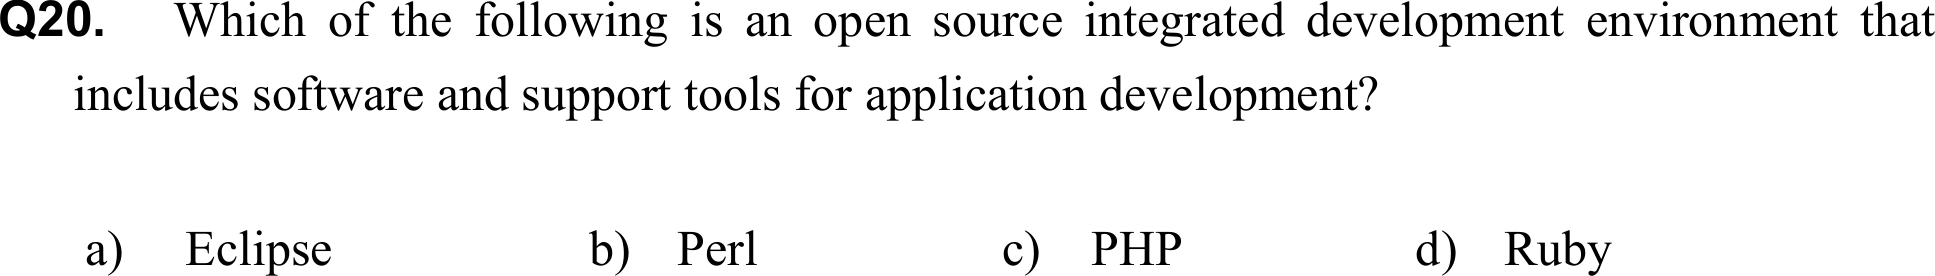 Q20. Which of the following is an open source integrated development environment that
includes software and support tools for application development?
a) Eclipse b) Perl c) PHP d) Ruby